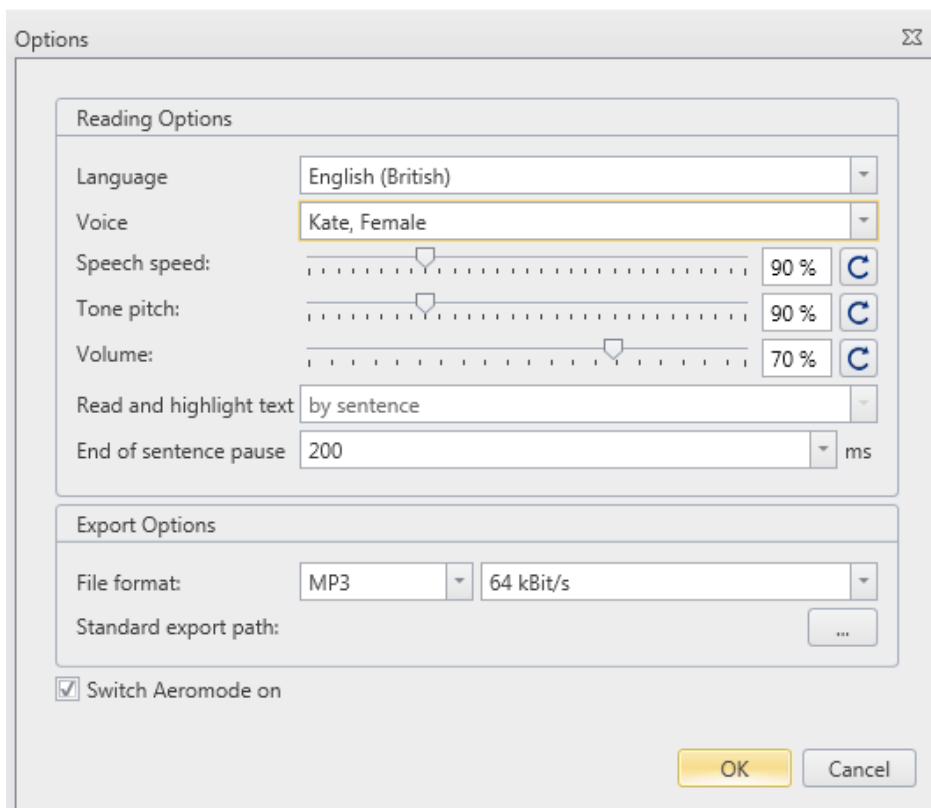 Options
Reading Options
Language English (British)
Voice Kate, Female
Speech speed: 90 %
Tone pitch: 90 %
Volume: 70 %
Read and highlight text by sentence
End of sentence pause 200 ms
Export Options
File format: MP3 64 kBit/s
Standard export path: ...
Switch Aeromode on
OK Cancel